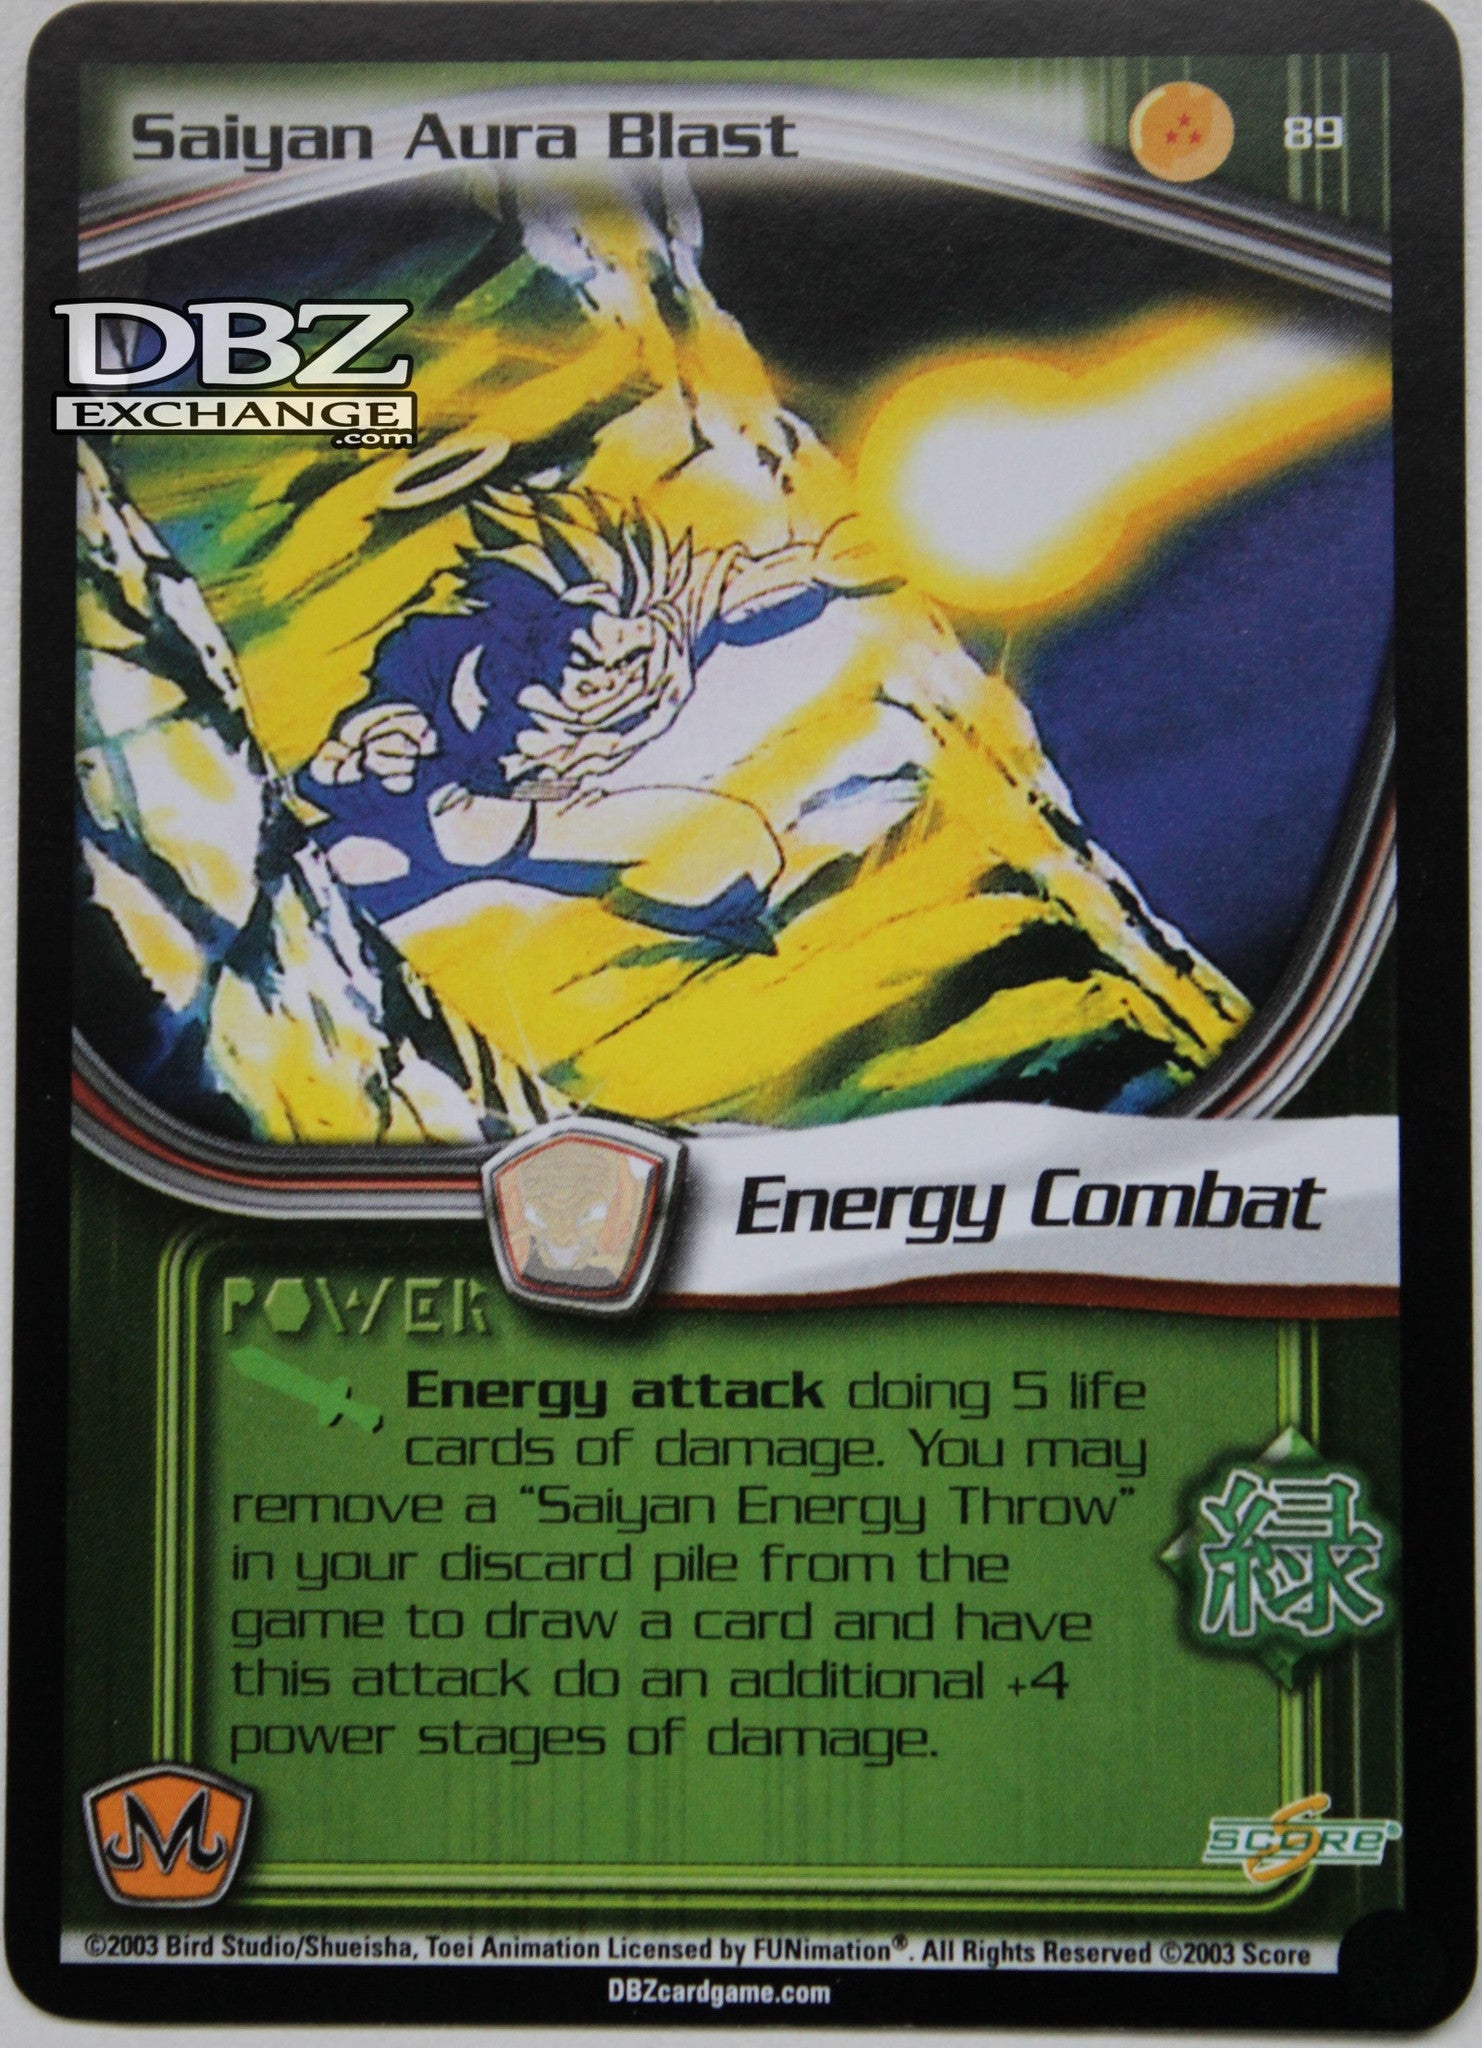 Saiyan Aura Blast
89
DBZ
EXCHANGE
.com
Energy Combat
POWER
Energy attack doing 5 life
cards of damage. You may
remove a “Saiyan Energy Throw”
in your discard pile from the
game to draw a card and have
this attack do an additional +4
power stages of damage.
緑
M
SCORE®
©2003 Bird Studio/Shueisha, Toei Animation Licensed by FUNimation®. All Rights Reserved ©2003 Score
DBZcardgame.com